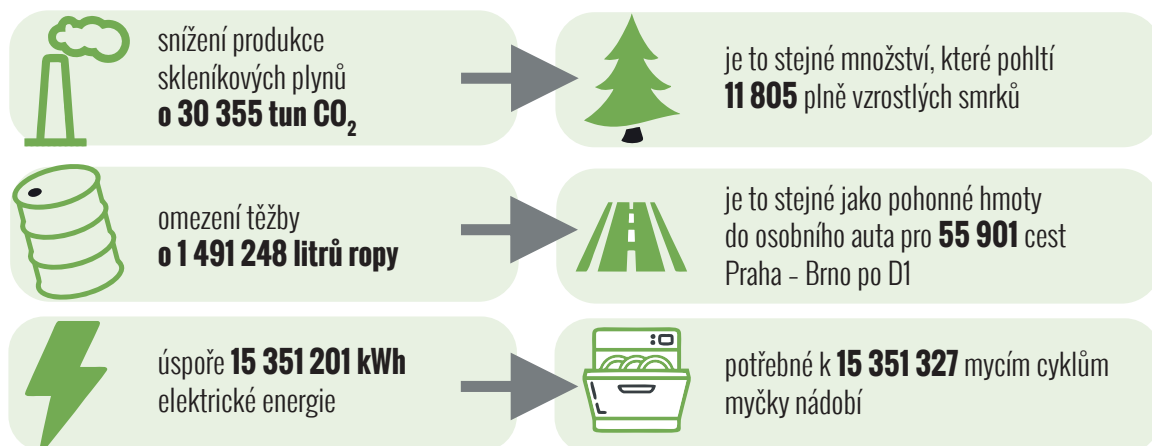 snížení produkce
skleníkových plynů
o 30 355 tun CO₂
je to stejné množství, které pohltí
11 805 plně vzrostlých smrků
omezení těžby
o 1 491 248 litrů ropy
je to stejné jako pohonné hmoty
do osobního auta pro 55 901 cest
Praha – Brno po D1
úspoře 15 351 201 kWh
elektrické energie
potřebné k 15 351 327 mycím cyklům
myčky nádobí